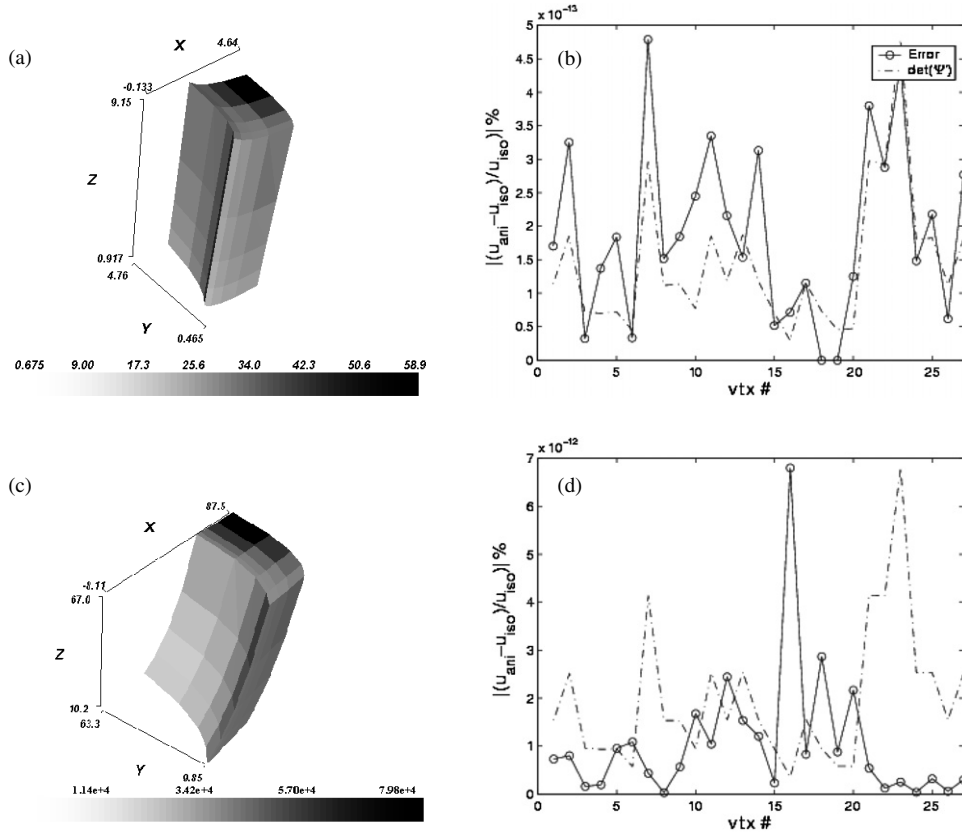 (a)
X
4.64
-0.133
9.15
Z
0.917
4.76
Y
0.465
0.675 9.00 17.3 25.6 34.0 42.3 50.6 58.9
(b)
x 10⁻¹³
5
4.5
4
3.5
3
2.5
2
1.5
1
0.5
0
|(u_ani-u_iso)/u_iso)|%
Error
det(Ψ')
0 5 10 15 20 25
vtx #
(c)
X
87.5
-8.11
67.0
Z
10.2
63.3
Y
9.85
1.14e+4 3.42e+4 5.70e+4 7.98e+4
(d)
x 10⁻¹²
7
6
5
4
3
2
1
0
|(u_ani-u_iso)/u_iso)|%
0 5 10 15 20 25
vtx #